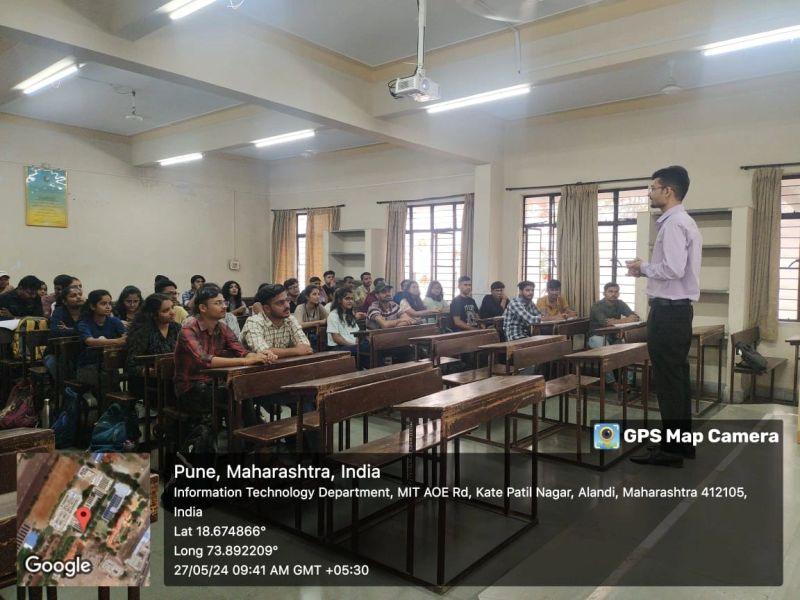 GPS Map Camera
Pune, Maharashtra, India
Information Technology Department, MIT AOE Rd, Kate Patil Nagar, Alandi, Maharashtra 412105,
India
Lat 18.674866°
Long 73.892209°
27/05/24 09:41 AM GMT +05:30
Google